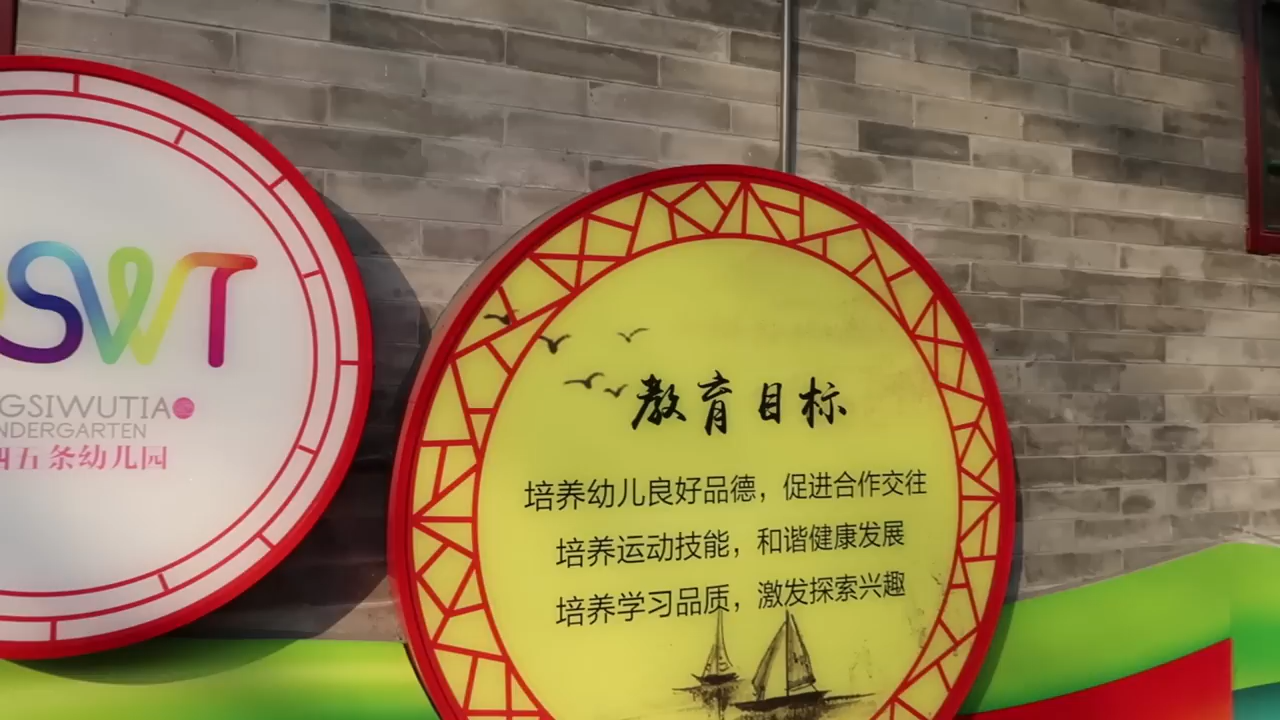 SWT
GSIWUTIAO
NDERGARTEN
四五条幼儿园
教育目标
培养幼儿良好品德，促进合作交往
培养运动技能，和谐健康发展
培养学习品质，激发探索兴趣